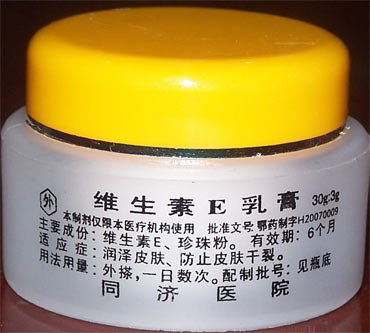 外 维生素E乳膏 30g:3g
本制剂仅限本医疗机构使用 批准文号:鄂药制字H20070009
主要成份：维生素E、珍珠粉。有效期：6个月
适应症：润泽皮肤、防止皮肤干裂。
用法用量：外搽，一日数次。配制批号：见瓶底
同济医院